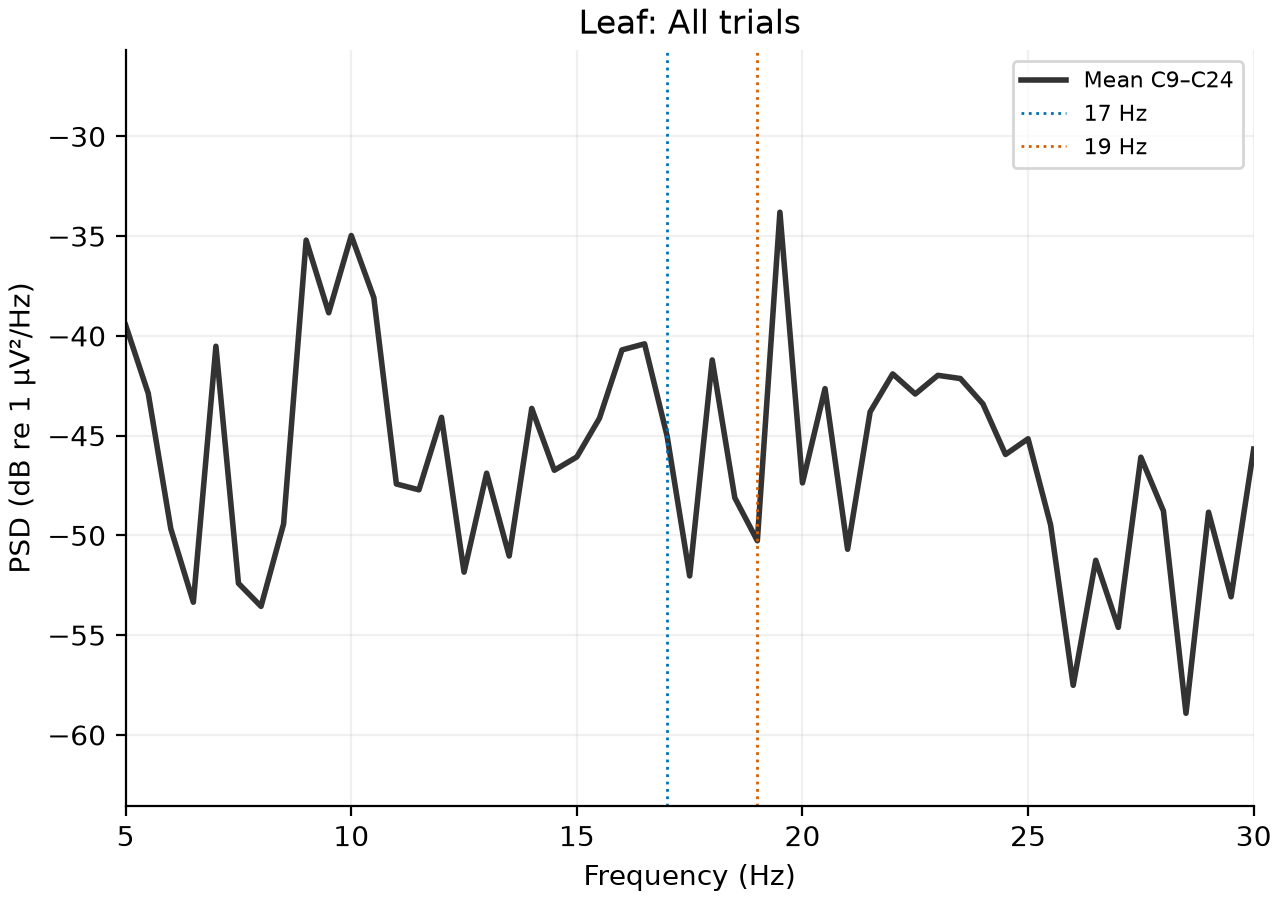 Leaf: All trials
Mean C9–C24
17 Hz
19 Hz
PSD (dB re 1 µV²/Hz)
−30
−35
−40
−45
−50
−55
−60
5
10
15
20
25
30
Frequency (Hz)